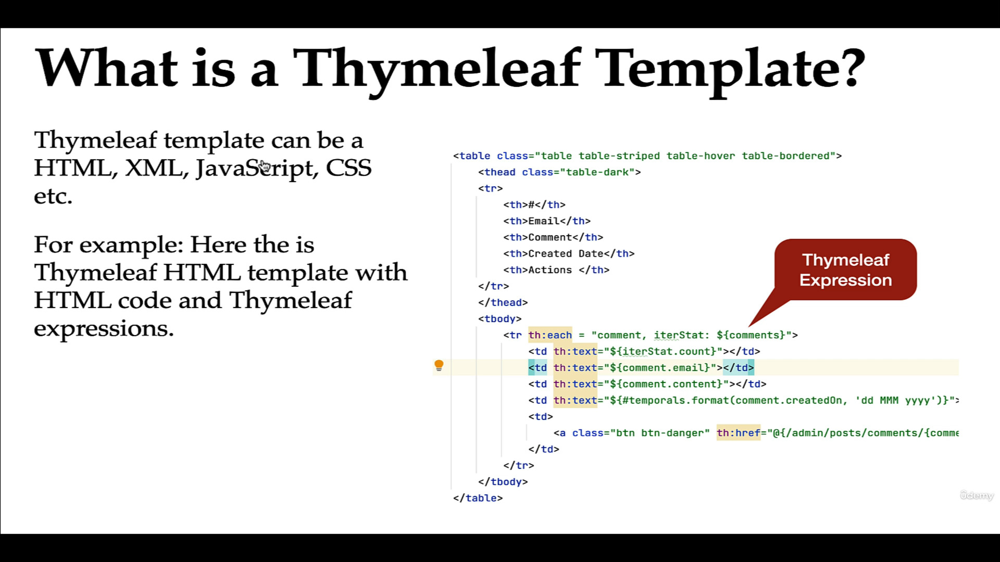 What is a Thymeleaf Template?
Thymeleaf template can be a
HTML, XML, JavaScript, CSS
etc.
For example: Here the is
Thymeleaf HTML template with
HTML code and Thymeleaf
expressions.
<table class="table table-striped table-hover table-bordered">
<thead class="table-dark">
<tr>
<th>#</th>
<th>Email</th>
<th>Comment</th>
<th>Created Date</th>
<th>Actions </th>
</tr>
</thead>
<tbody>
<tr th:each = "comment, iterStat: ${comments}">
<td th:text="${iterStat.count}"></td>
<td th:text="${comment.email}"></td>
<td th:text="${comment.content}"></td>
<td th:text="${#temporals.format(comment.createdOn, 'dd MMM yyyy')}">
<td>
<a class="btn btn-danger" th:href="@{/admin/posts/comments/{comme
</td>
</tr>
</tbody>
</table>
Thymeleaf
Expression
ûdemy